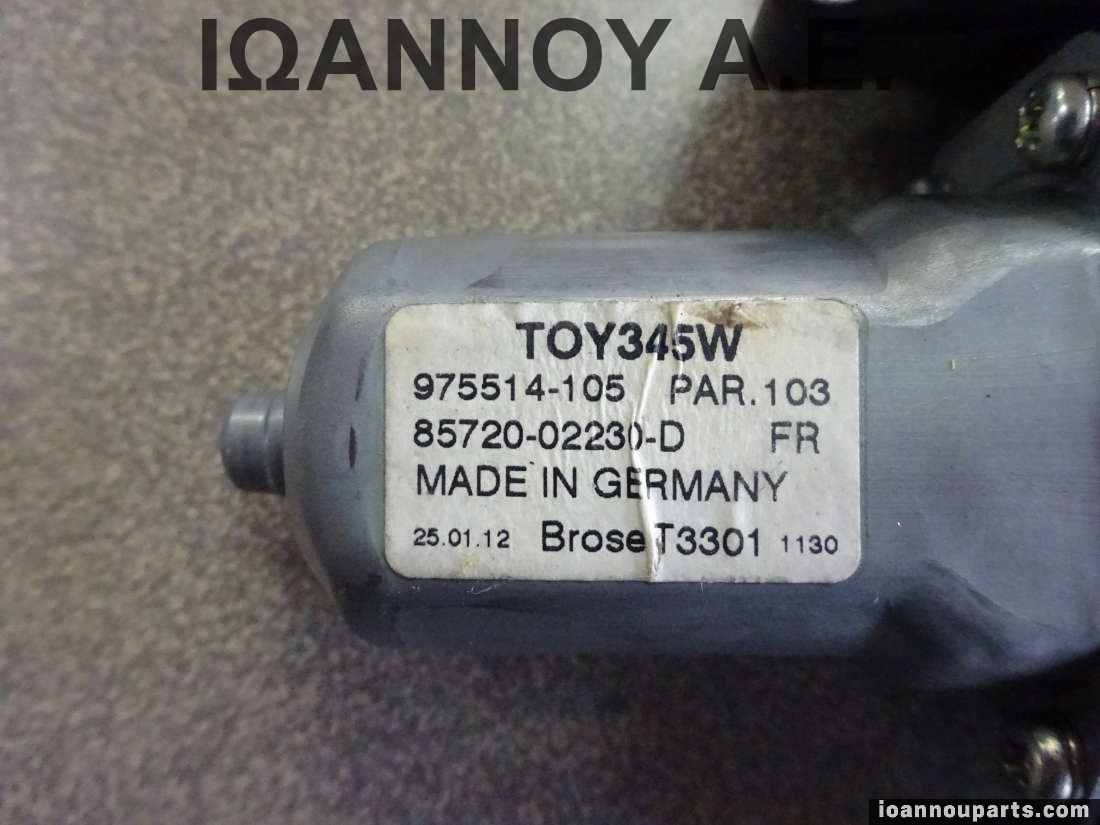 ΙΩΑΝΝΟΥ Α.Ε.
TOY345W
975514-105 PAR.103
85720-02230-D FR
MADE IN GERMANY
25.01.12 Brose T3301 1130
ioannouparts.com